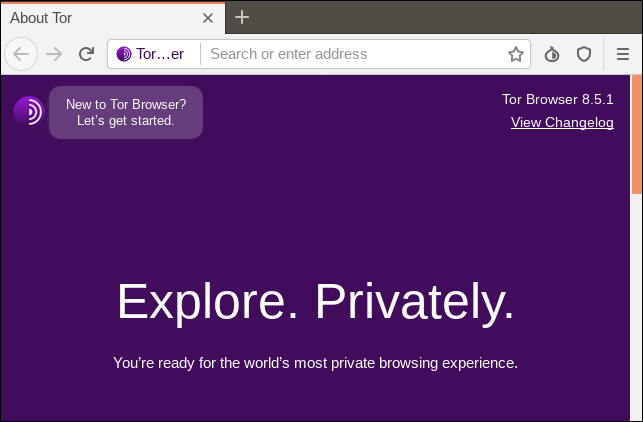 About Tor
Tor…er
Search or enter address
New to Tor Browser?
Let’s get started.
Tor Browser 8.5.1
View Changelog
Explore. Privately.
You’re ready for the world’s most private browsing experience.